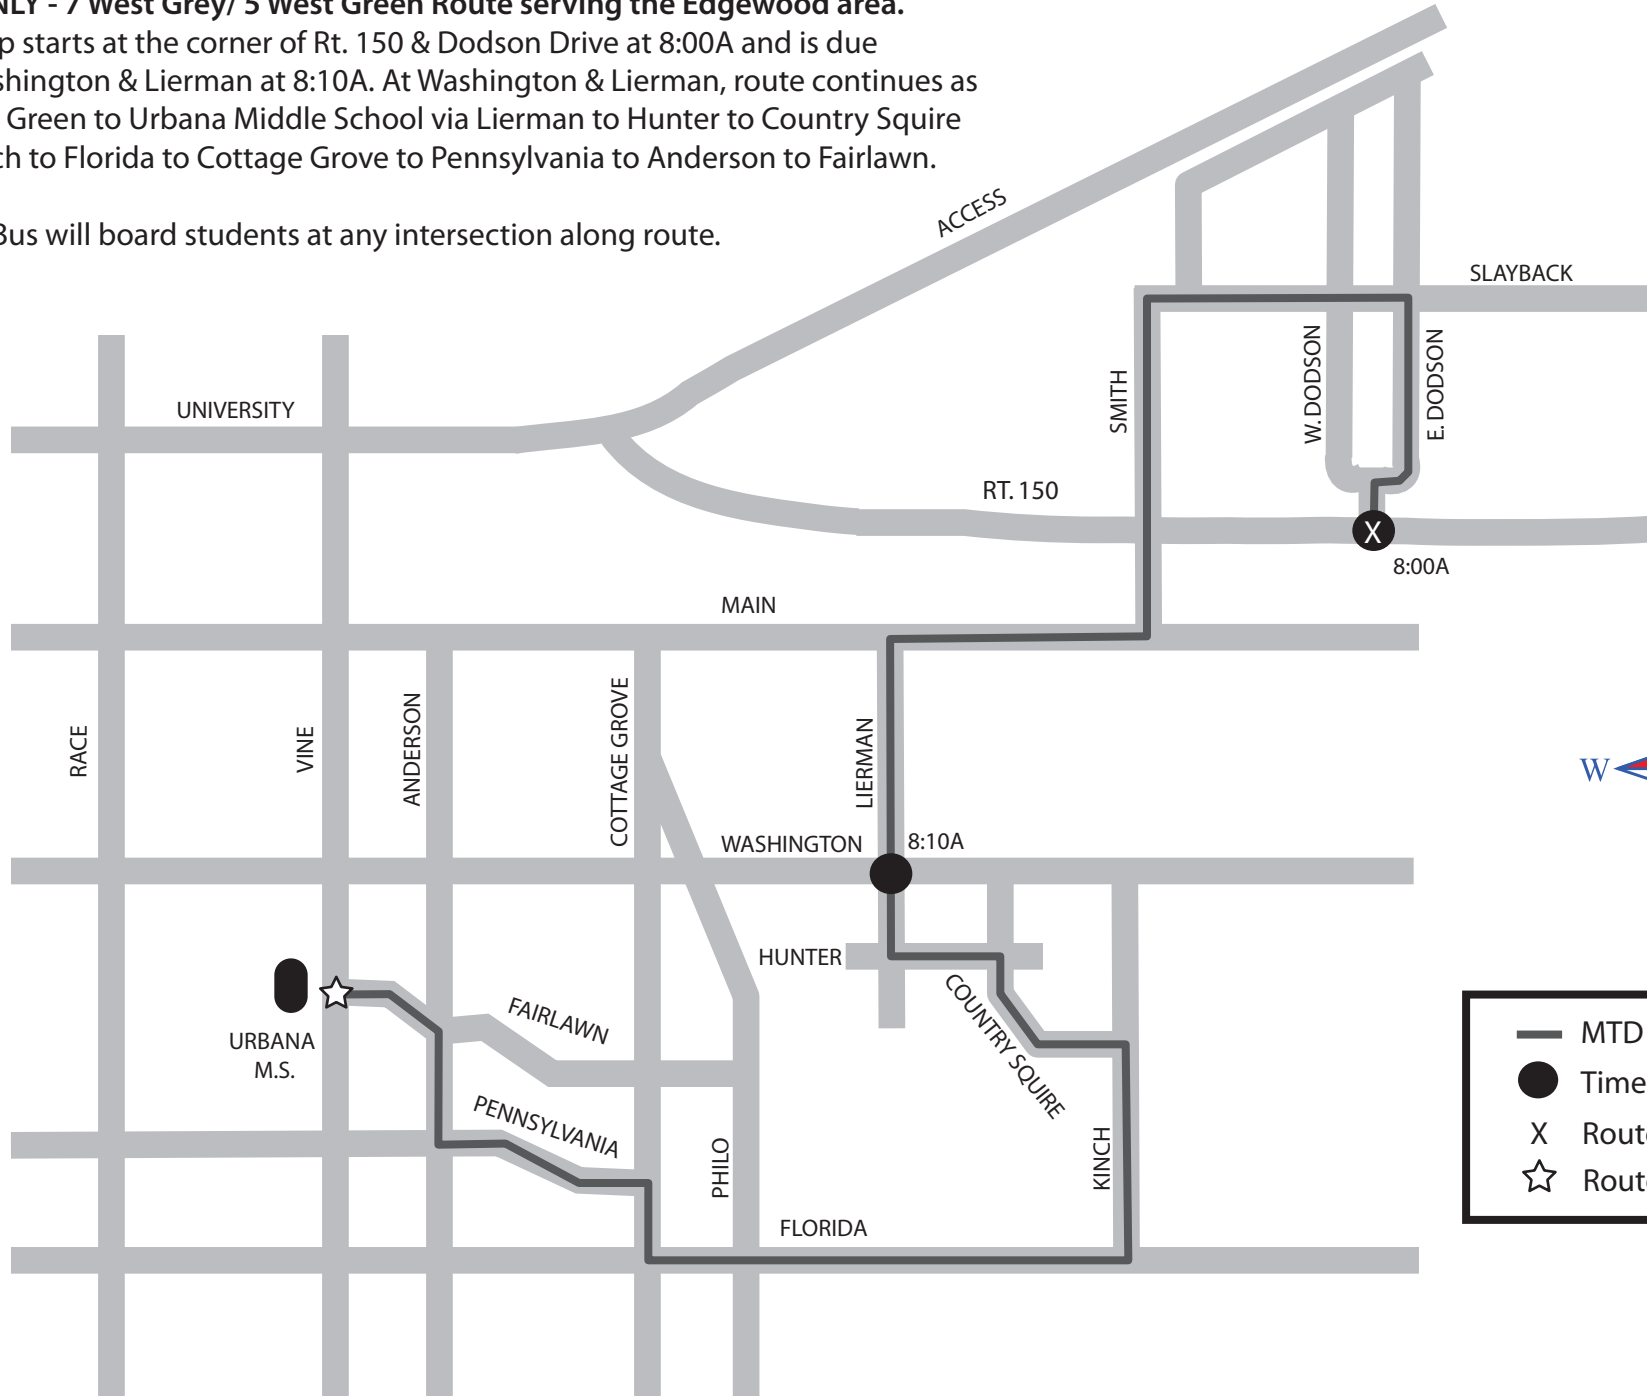 NLY - 7 West Grey/ 5 West Green Route serving the Edgewood area.
p starts at the corner of Rt. 150 & Dodson Drive at 8:00A and is due
shington & Lierman at 8:10A. At Washington & Lierman, route continues as
Green to Urbana Middle School via Lierman to Hunter to Country Squire
ch to Florida to Cottage Grove to Pennsylvania to Anderson to Fairlawn.
Bus will board students at any intersection along route.
ACCESS
SLAYBACK
W. DODSON
E. DODSON
SMITH
UNIVERSITY
RT. 150
X
8:00A
MAIN
RACE
VINE
ANDERSON
COTTAGE GROVE
LIERMAN
W
WASHINGTON
8:10A
HUNTER
COUNTRY SQUIRE
FAIRLAWN
URBANA
M.S.
PENNSYLVANIA
PHILO
KINCH
FLORIDA
MTD
Time
X Rout
Rout